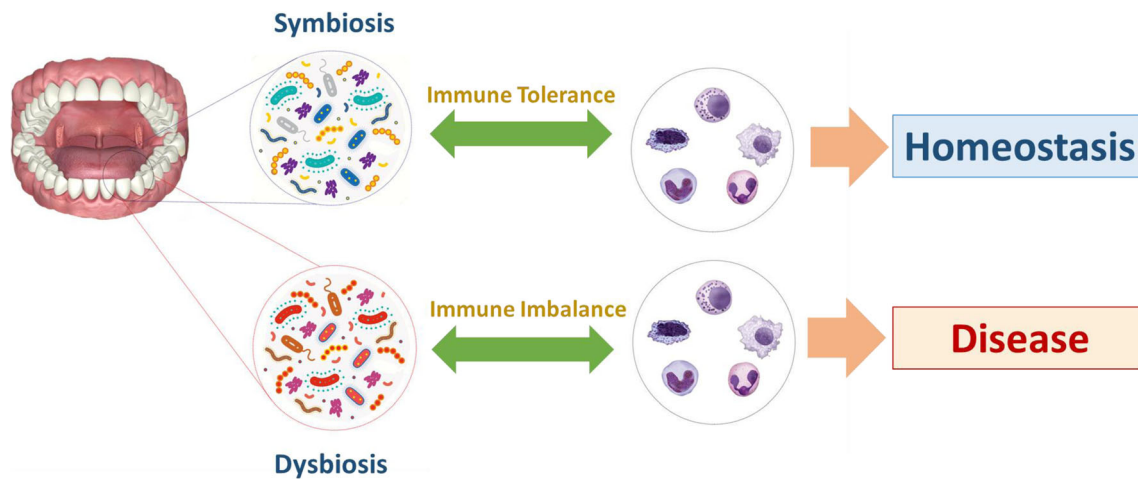 Symbiosis
Immune Tolerance
Homeostasis
Immune Imbalance
Disease
Dysbiosis